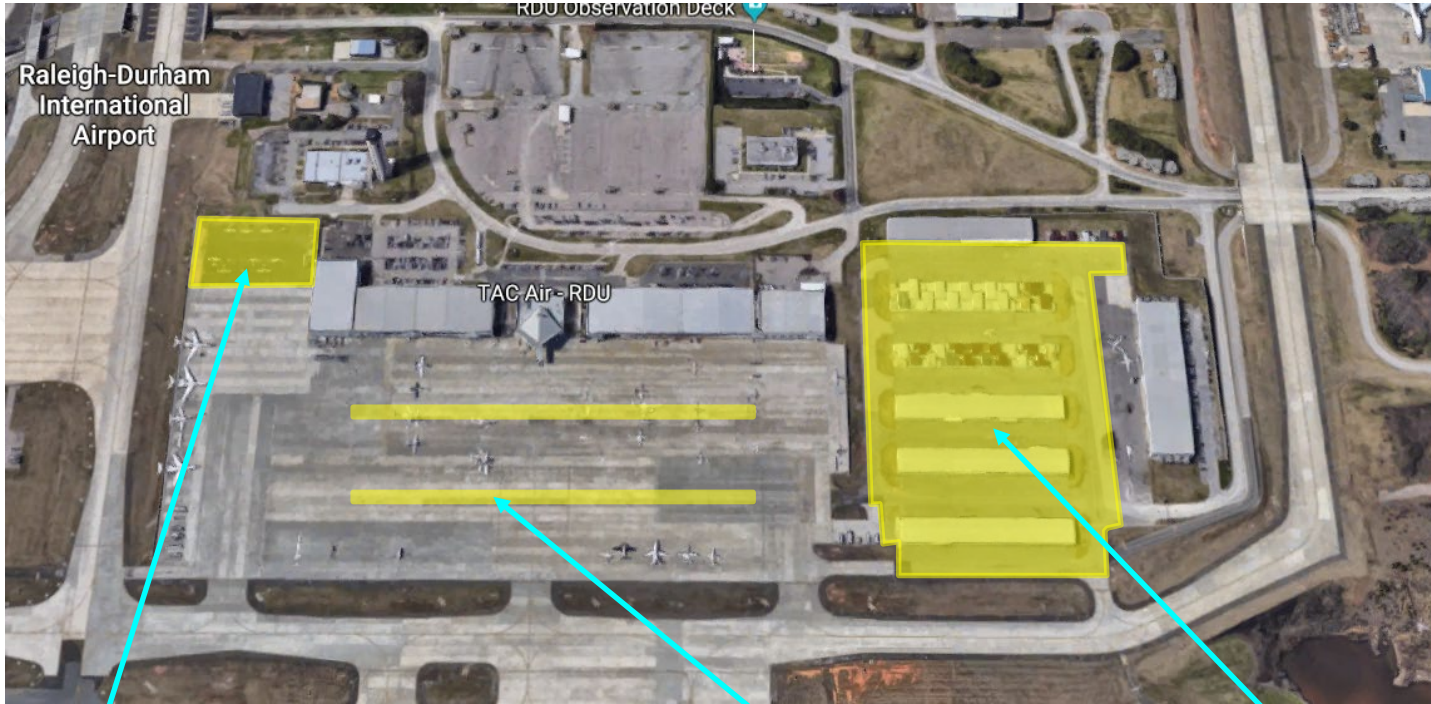 RDU Observation Deck
Raleigh-Durham
International
Airport
TAC Air - RDU